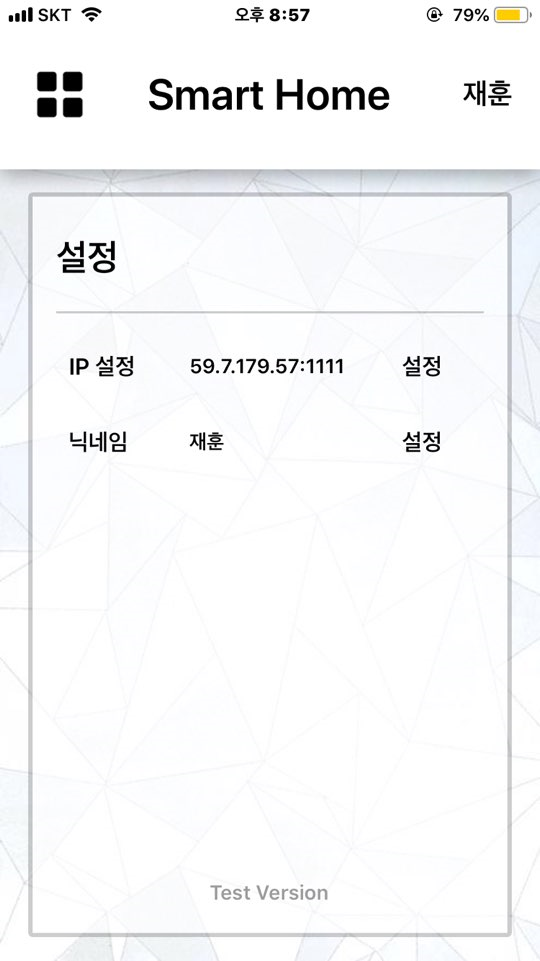 SKT 오후 8:57 79%
Smart Home 재훈
설정
IP 설정 59.7.179.57:1111 설정
닉네임 재훈 설정
Test Version